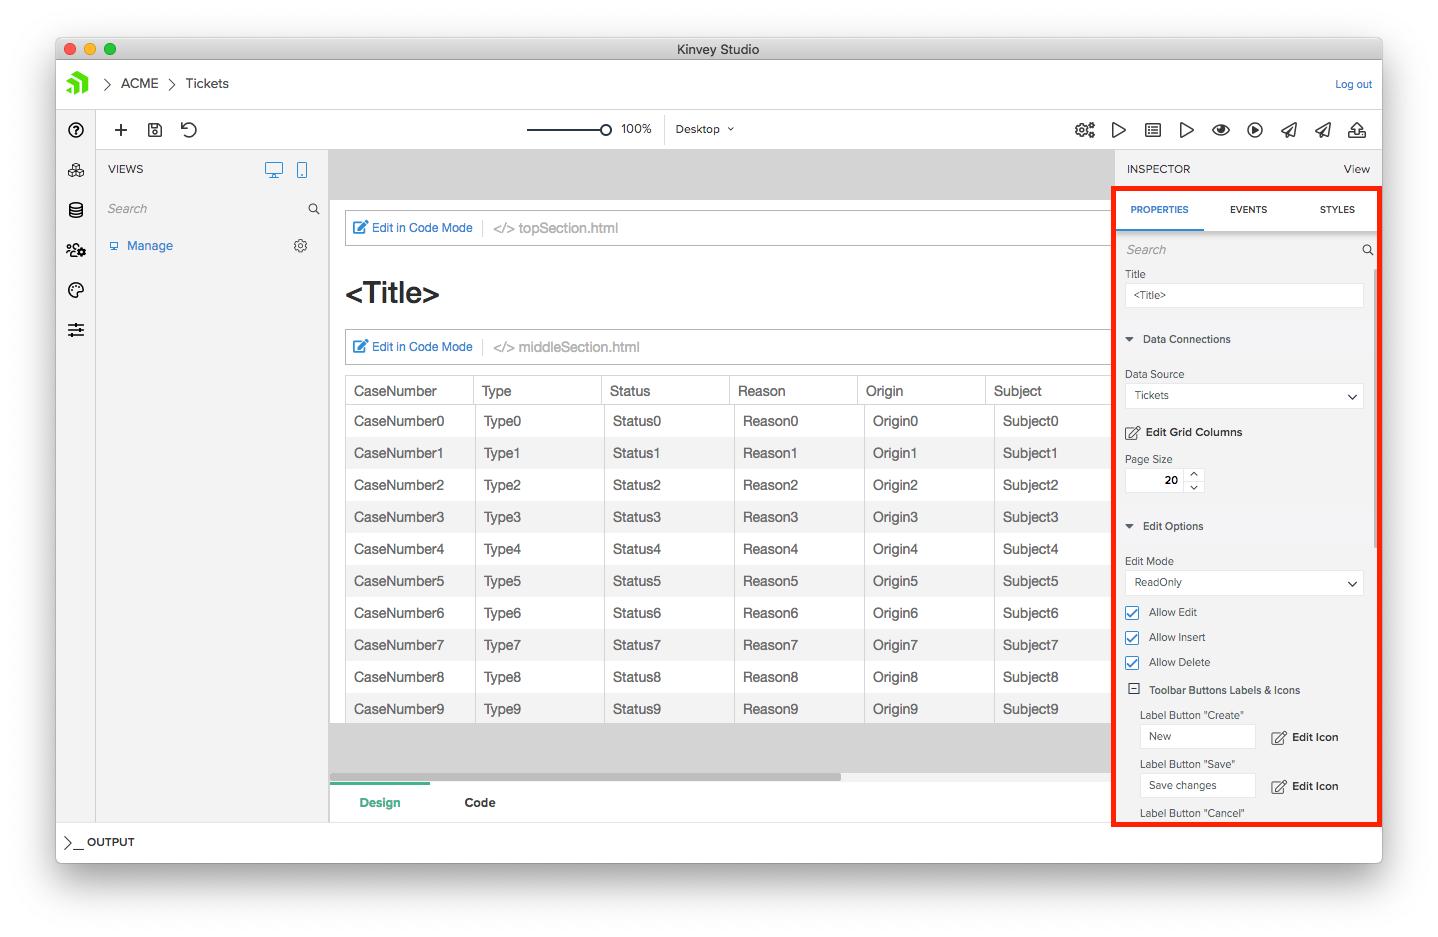 Kinvey Studio
ACME Tickets Log out
100% Desktop
VIEWS
Search
Manage
Edit in Code Mode </> topSection.html
<Title>
Edit in Code Mode </> middleSection.html
CaseNumber Type Status Reason Origin Subject
CaseNumber0 Type0 Status0 Reason0 Origin0 Subject0
CaseNumber1 Type1 Status1 Reason1 Origin1 Subject1
CaseNumber2 Type2 Status2 Reason2 Origin2 Subject2
CaseNumber3 Type3 Status3 Reason3 Origin3 Subject3
CaseNumber4 Type4 Status4 Reason4 Origin4 Subject4
CaseNumber5 Type5 Status5 Reason5 Origin5 Subject5
CaseNumber6 Type6 Status6 Reason6 Origin6 Subject6
CaseNumber7 Type7 Status7 Reason7 Origin7 Subject7
CaseNumber8 Type8 Status8 Reason8 Origin8 Subject8
CaseNumber9 Type9 Status9 Reason9 Origin9 Subject9
Design Code
INSPECTOR View
PROPERTIES EVENTS STYLES
Search
Title
<Title>
Data Connections
Data Source
Tickets
Edit Grid Columns
Page Size
20
Edit Options
Edit Mode
ReadOnly
Allow Edit
Allow Insert
Allow Delete
Toolbar Buttons Labels & Icons
Label Button "Create"
New Edit Icon
Label Button "Save"
Save changes Edit Icon
Label Button "Cancel"
OUTPUT